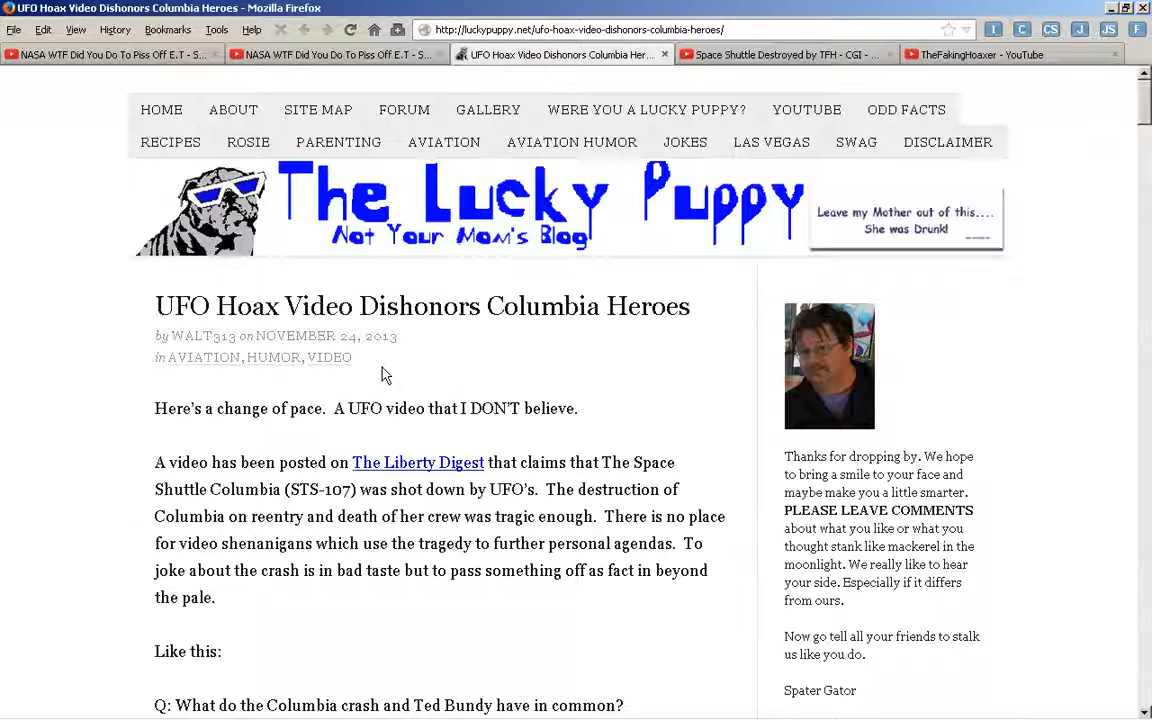 UFO Hoax Video Dishonors Columbia Heroes - Mozilla Firefox
File Edit View History Bookmarks Tools Help
http://luckypuppy.net/ufo-hoax-video-dishonors-columbia-heroes/
I C CS J JS F
NASA WTF Did You Do To Piss Off E.T - S...
NASA WTF Did You Do To Piss Off E.T - S...
UFO Hoax Video Dishonors Columbia Her...
Space Shuttle Destroyed by TFH - CGI - ...
TheFakingHoaxer - YouTube
HOME ABOUT SITE MAP FORUM GALLERY WERE YOU A LUCKY PUPPY? YOUTUBE ODD FACTS
RECIPES ROSIE PARENTING AVIATION AVIATION HUMOR JOKES LAS VEGAS SWAG DISCLAIMER
The Lucky Puppy
Not Your Mom's Blog
Leave my Mother out of this....
She was Drunk!
UFO Hoax Video Dishonors Columbia Heroes
by WALT313 on NOVEMBER 24, 2013
in AVIATION, HUMOR, VIDEO
Here's a change of pace.  A UFO video that I DON'T believe.
A video has been posted on The Liberty Digest that claims that The Space
Shuttle Columbia (STS-107) was shot down by UFO's.  The destruction of
Columbia on reentry and death of her crew was tragic enough.  There is no place
for video shenanigans which use the tragedy to further personal agendas.  To
joke about the crash is in bad taste but to pass something off as fact in beyond
the pale.
Like this:
Q: What do the Columbia crash and Ted Bundy have in common?
Thanks for dropping by. We hope
to bring a smile to your face and
maybe make you a little smarter.
PLEASE LEAVE COMMENTS
about what you like or what you
thought stank like mackerel in the
moonlight. We really like to hear
your side. Especially if it differs
from ours.
Now go tell all your friends to stalk
us like you do.
Spater Gator